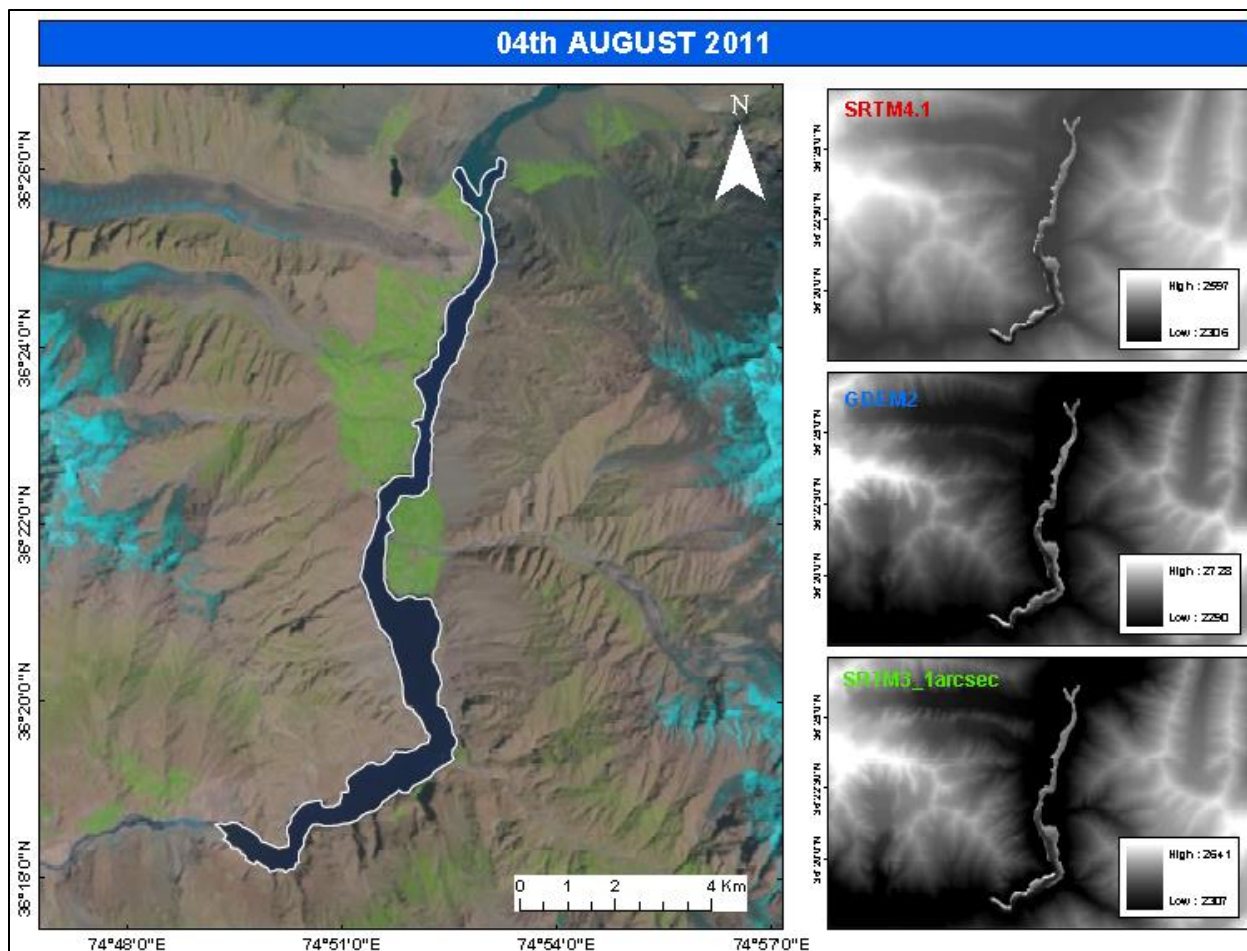 04th AUGUST 2011
N
36°26'0"N
36°24'0"N
36°22'0"N
36°20'0"N
36°18'0"N
0 1 2 4 Km
74°48'0"E 74°51'0"E 74°54'0"E 74°57'0"E
SRTM4.1
High : 2597
Low : 2306
GDEM2
High : 2728
Low : 2290
SRTM3_1arcsec
High : 2641
Low : 2307